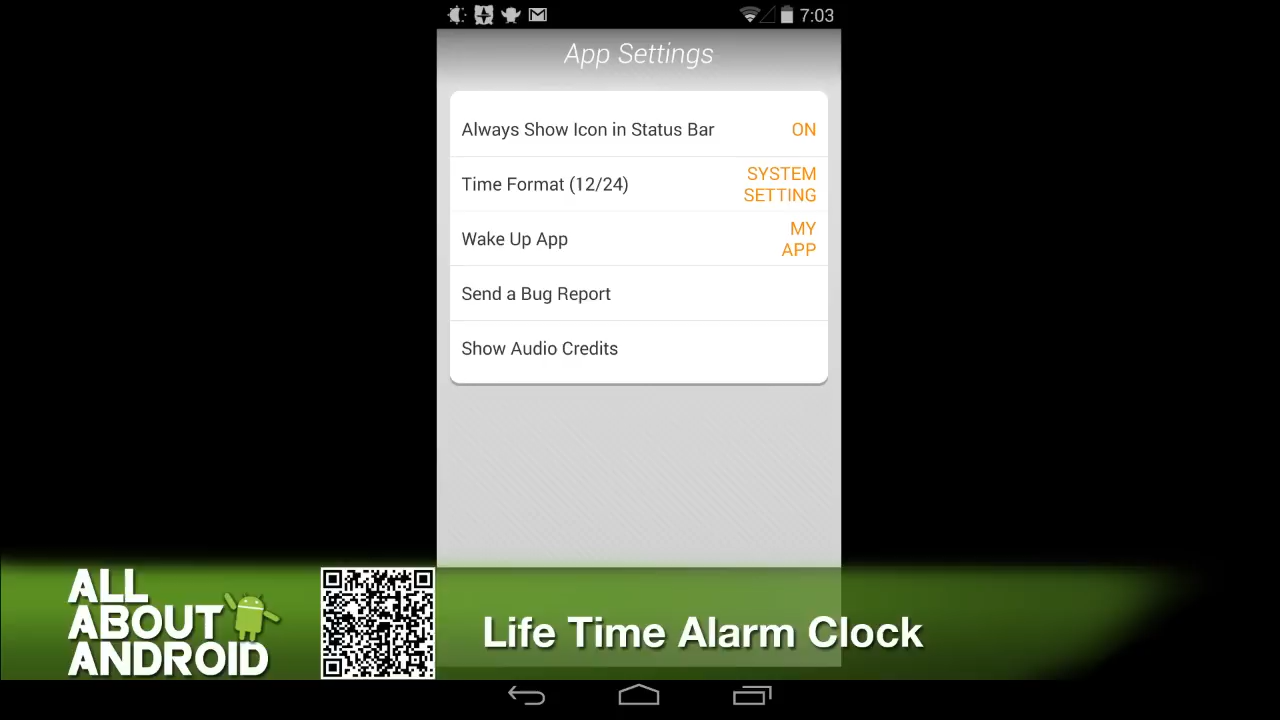 7:03
App Settings
Always Show Icon in Status Bar ON
Time Format (12/24) SYSTEM
SETTING
Wake Up App MY
APP
Send a Bug Report
Show Audio Credits
ALL
ABOUT
ANDROID
Life Time Alarm Clock